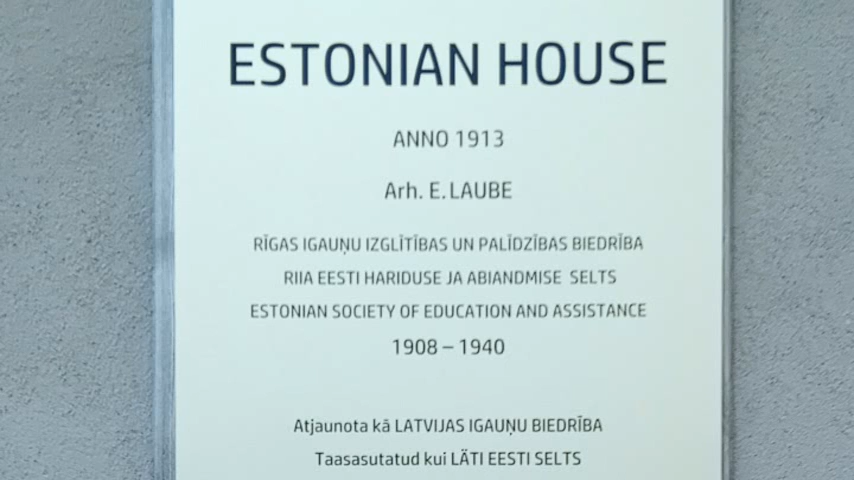 ESTONIAN HOUSE
ANNO 1913
Arh. E. LAUBE
RĪGAS IGAUŅU IZGLĪTĪBAS UN PALĪDZĪBAS BIEDRĪBA
RIIA EESTI HARIDUSE JA ABIANDMISE SELTS
ESTONIAN SOCIETY OF EDUCATION AND ASSISTANCE
1908 – 1940
Atjaunota kā LATVIJAS IGAUŅU BIEDRĪBA
Taasasutatud kui LÄTI EESTI SELTS